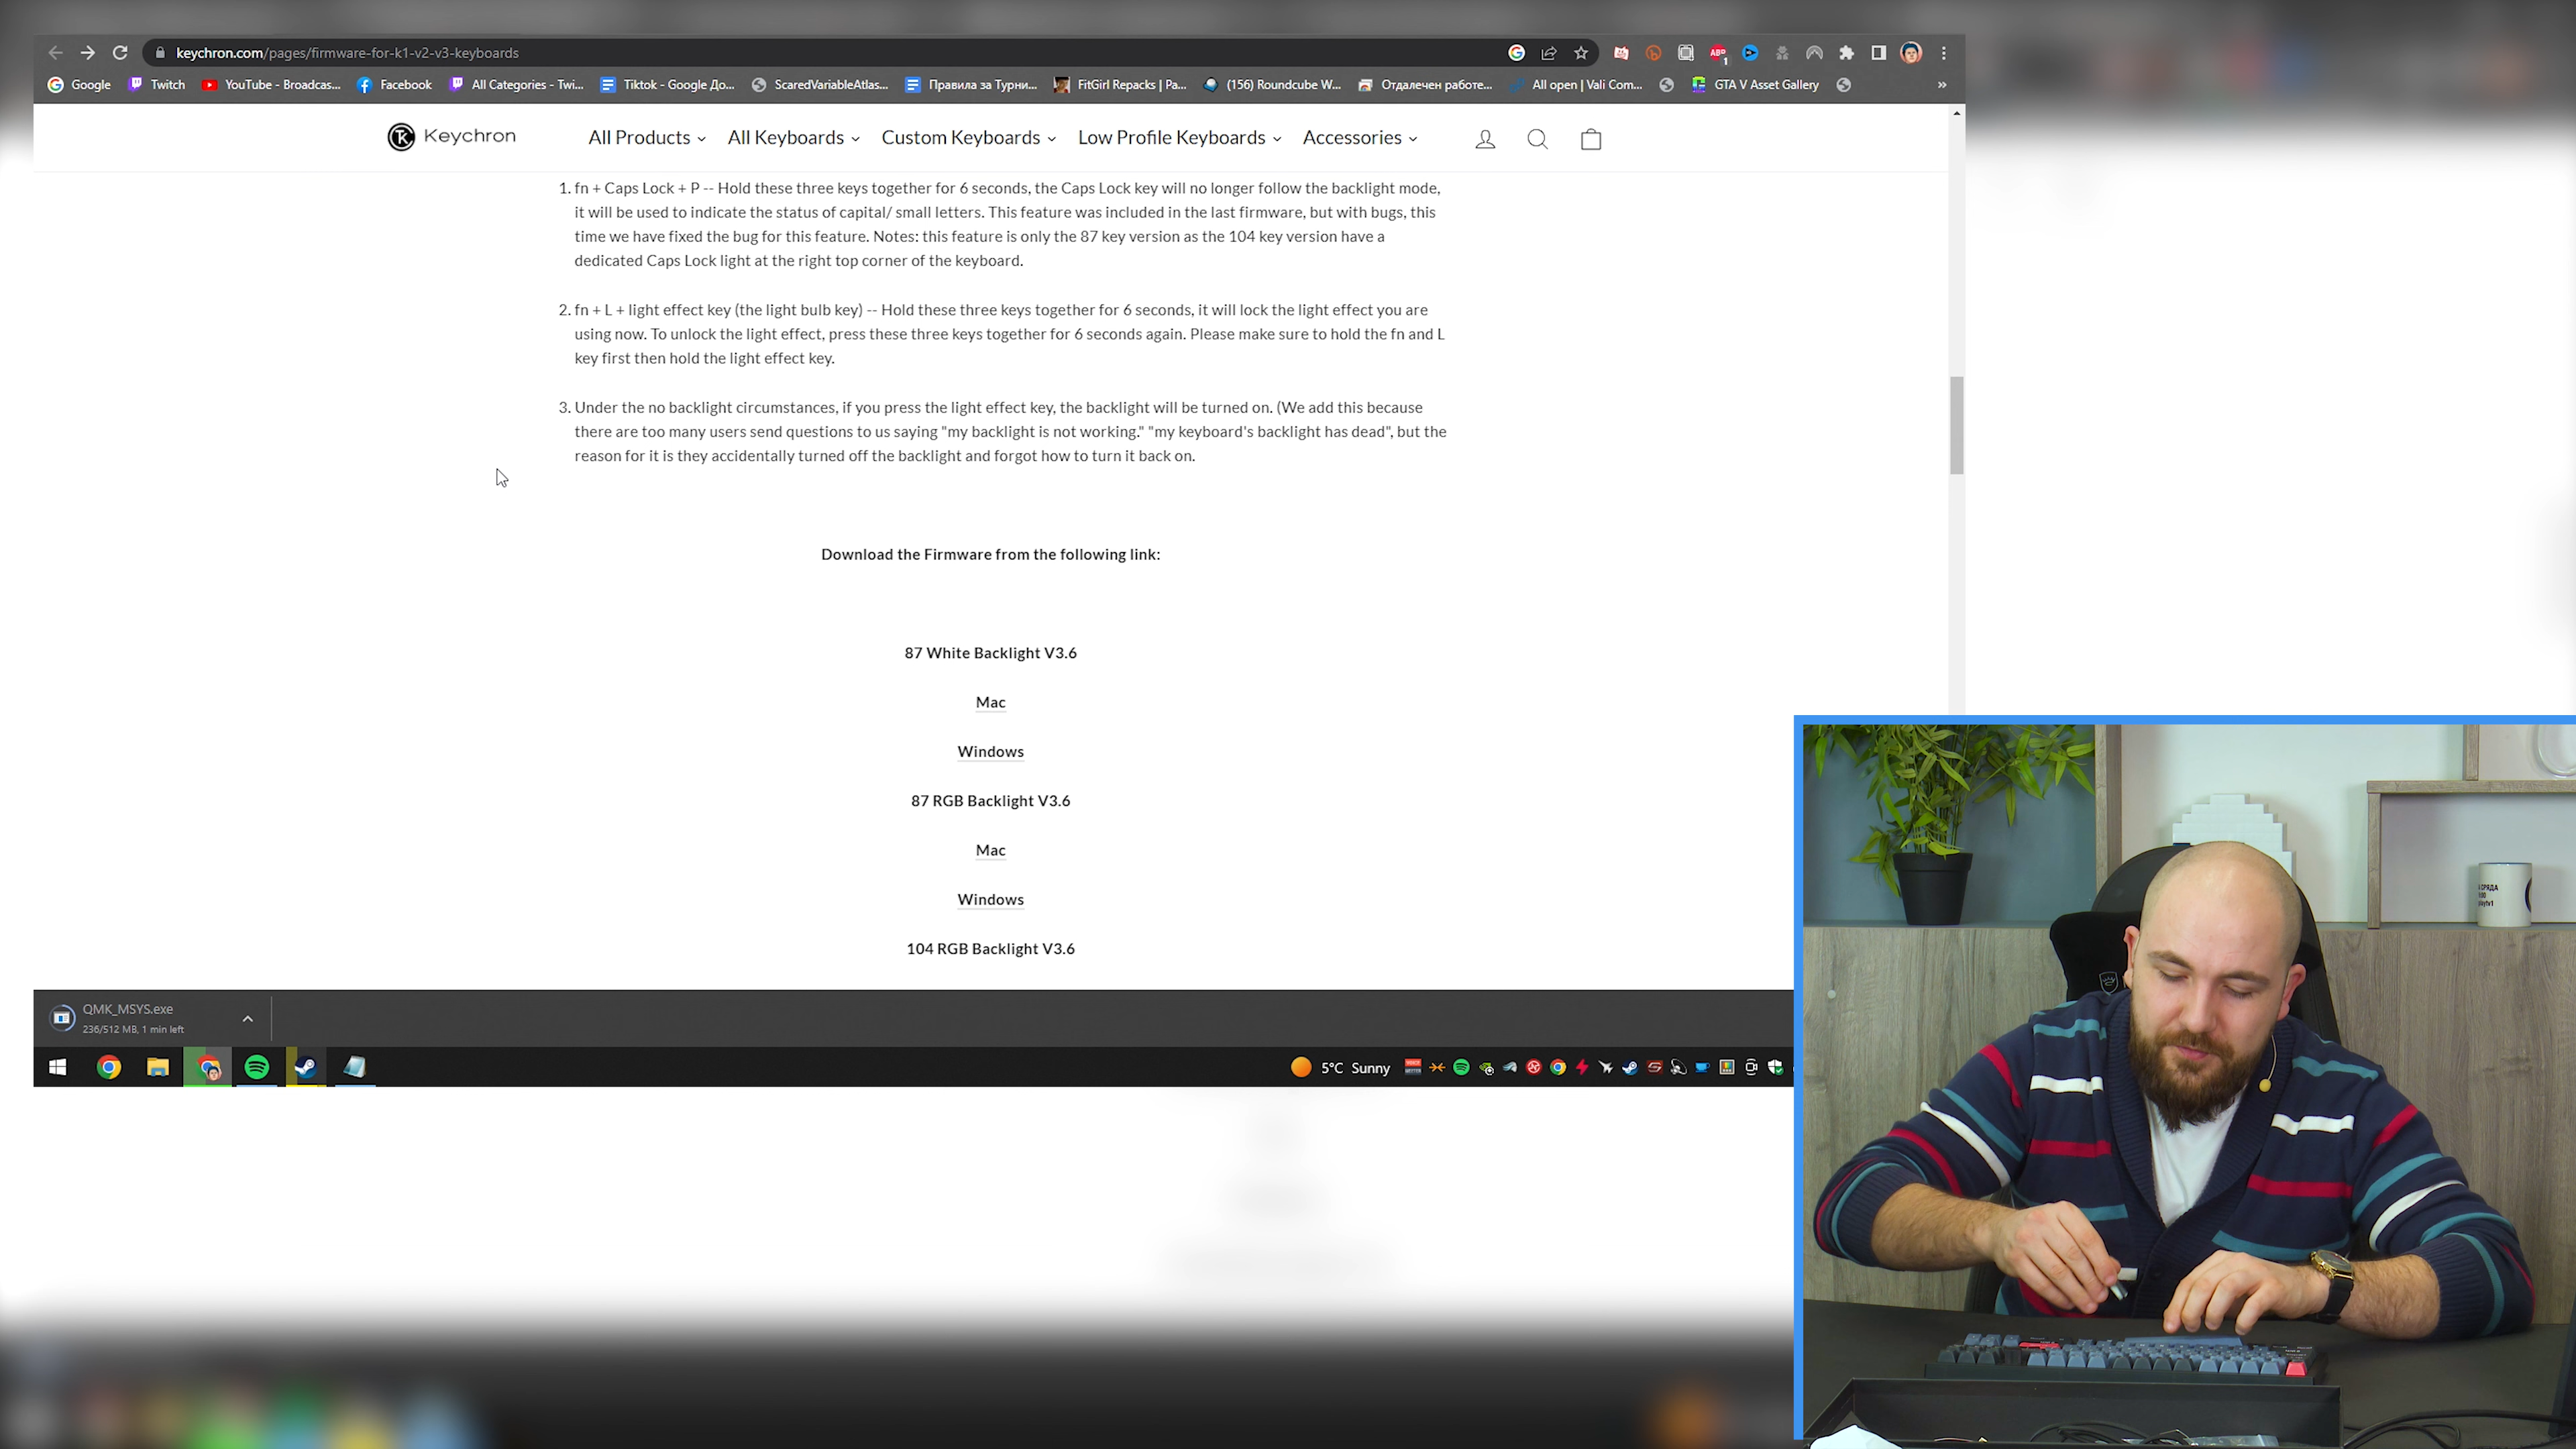 keychron.com/pages/firmware-for-k1-v2-v3-keyboards
Google
Twitch
YouTube - Broadcas...
Facebook
All Categories - Twi...
Tiktok - Google До...
ScaredVariableAtlas...
Правила за Турни...
FitGirl Repacks | Pa...
(156) Roundcube W...
Отдалечен работе...
All open | Vali Com...
GTA V Asset Gallery
»
Keychron
All Products
All Keyboards
Custom Keyboards
Low Profile Keyboards
Accessories
1. fn + Caps Lock + P -- Hold these three keys together for 6 seconds, the Caps Lock key will no longer follow the backlight mode,
it will be used to indicate the status of capital/ small letters. This feature was included in the last firmware, but with bugs, this
time we have fixed the bug for this feature. Notes: this feature is only the 87 key version as the 104 key version have a
dedicated Caps Lock light at the right top corner of the keyboard.
2. fn + L + light effect key (the light bulb key) -- Hold these three keys together for 6 seconds, it will lock the light effect you are
using now. To unlock the light effect, press these three keys together for 6 seconds again. Please make sure to hold the fn and L
key first then hold the light effect key.
3. Under the no backlight circumstances, if you press the light effect key, the backlight will be turned on. (We add this because
there are too many users send questions to us saying "my backlight is not working." "my keyboard's backlight has dead", but the
reason for it is they accidentally turned off the backlight and forgot how to turn it back on.
Download the Firmware from the following link:
87 White Backlight V3.6
Mac
Windows
87 RGB Backlight V3.6
Mac
Windows
104 RGB Backlight V3.6
QMK_MSYS.exe
236/512 MB, 1 min left
5°C Sunny
СРЯДА